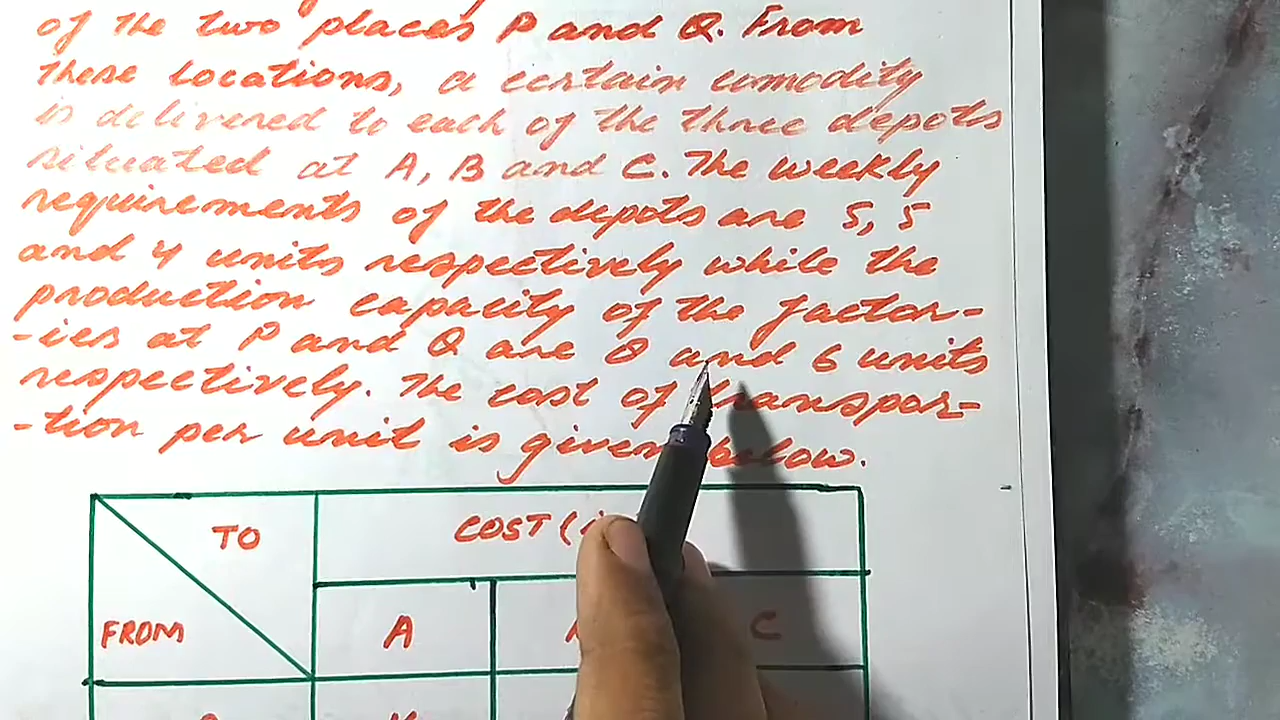 of the two places P and Q. From
these locations, a certain comodity
is delivered to each of the three depots
situated at A, B and C. The weekly
requirements of the depots are 5, 5
and 4 units respectively while the
production capacity of the factor-
-ies at P and Q are 8 and 6 units
respectively. The cost of transpor-
-tion per unit is given below.
TO
COST (i
FROM
A
C